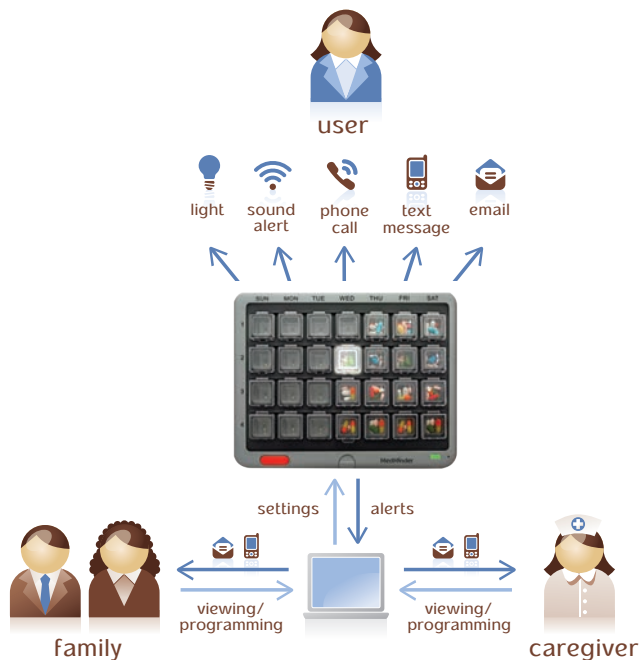 user
light
sound
alert
phone
call
text
message
email
SUN MON TUE WED THU FRI SAT
1
2
3
4
MedMinder
settings
alerts
viewing/
programming
viewing/
programming
family
caregiver